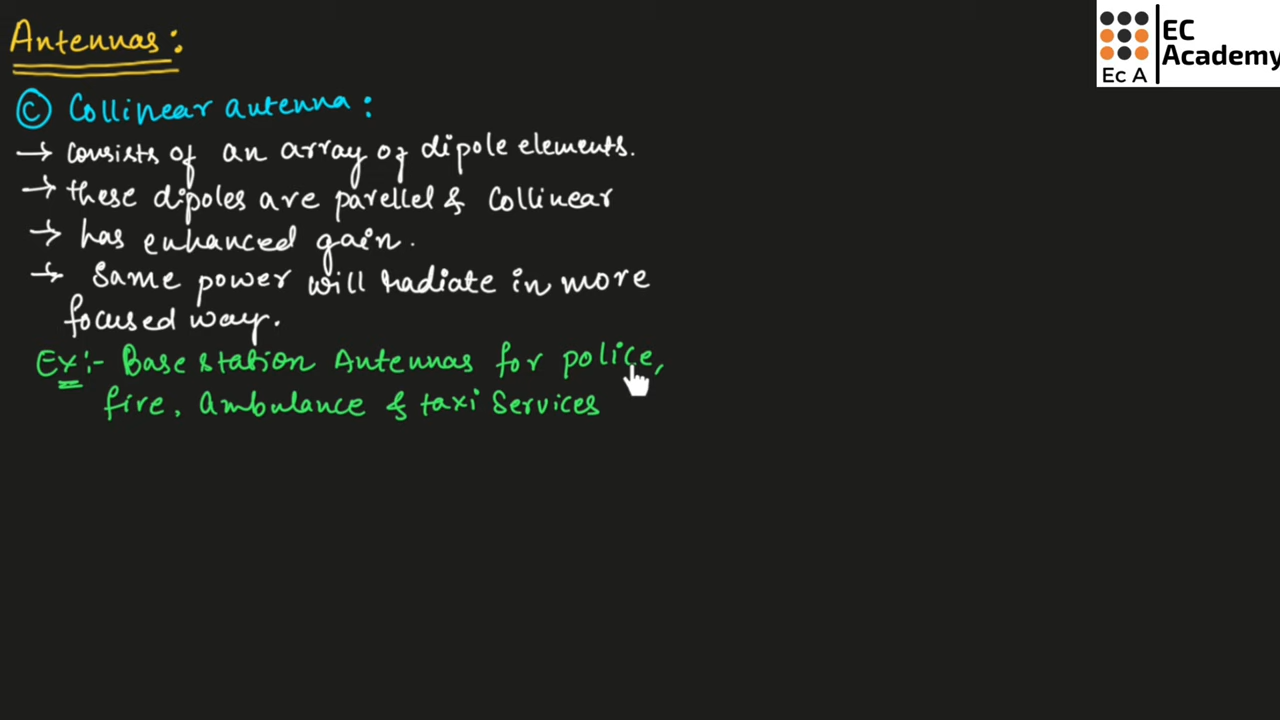 Antennas:
EC
Academy
Ec A
© Collinear antenna:
→ Consists of an array of dipole elements.
→ these dipoles are parellel & Collinear
→ has enhanced gain.
→ Same power will radiate in more
focused way.
Ex:- Base station Antennas for police,
fire, Ambulance & taxi Services